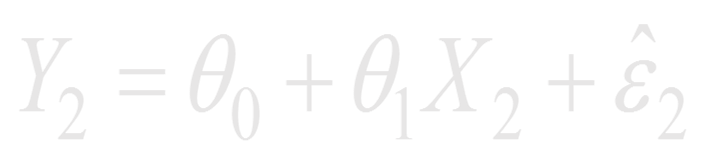 Y₂ = θ₀ + θ₁X₂ + ε̂₂